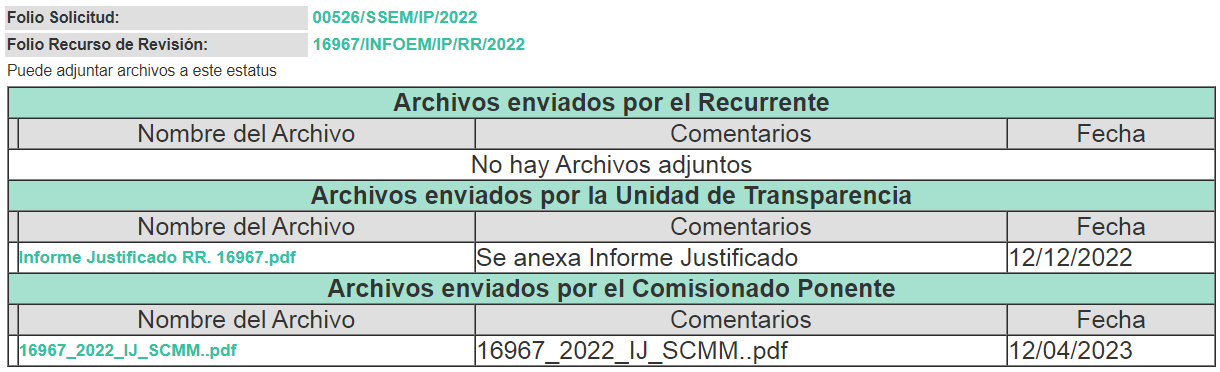 Folio Solicitud: 00526/SSEM/IP/2022
Folio Recurso de Revisión: 16967/INFOEM/IP/RR/2022
Puede adjuntar archivos a este estatus
Archivos enviados por el Recurrente
Nombre del Archivo Comentarios Fecha
No hay Archivos adjuntos
Archivos enviados por la Unidad de Transparencia
Nombre del Archivo Comentarios Fecha
Informe Justificado RR. 16967.pdf Se anexa Informe Justificado 12/12/2022
Archivos enviados por el Comisionado Ponente
Nombre del Archivo Comentarios Fecha
16967_2022_IJ_SCMM..pdf 16967_2022_IJ_SCMM..pdf 12/04/2023